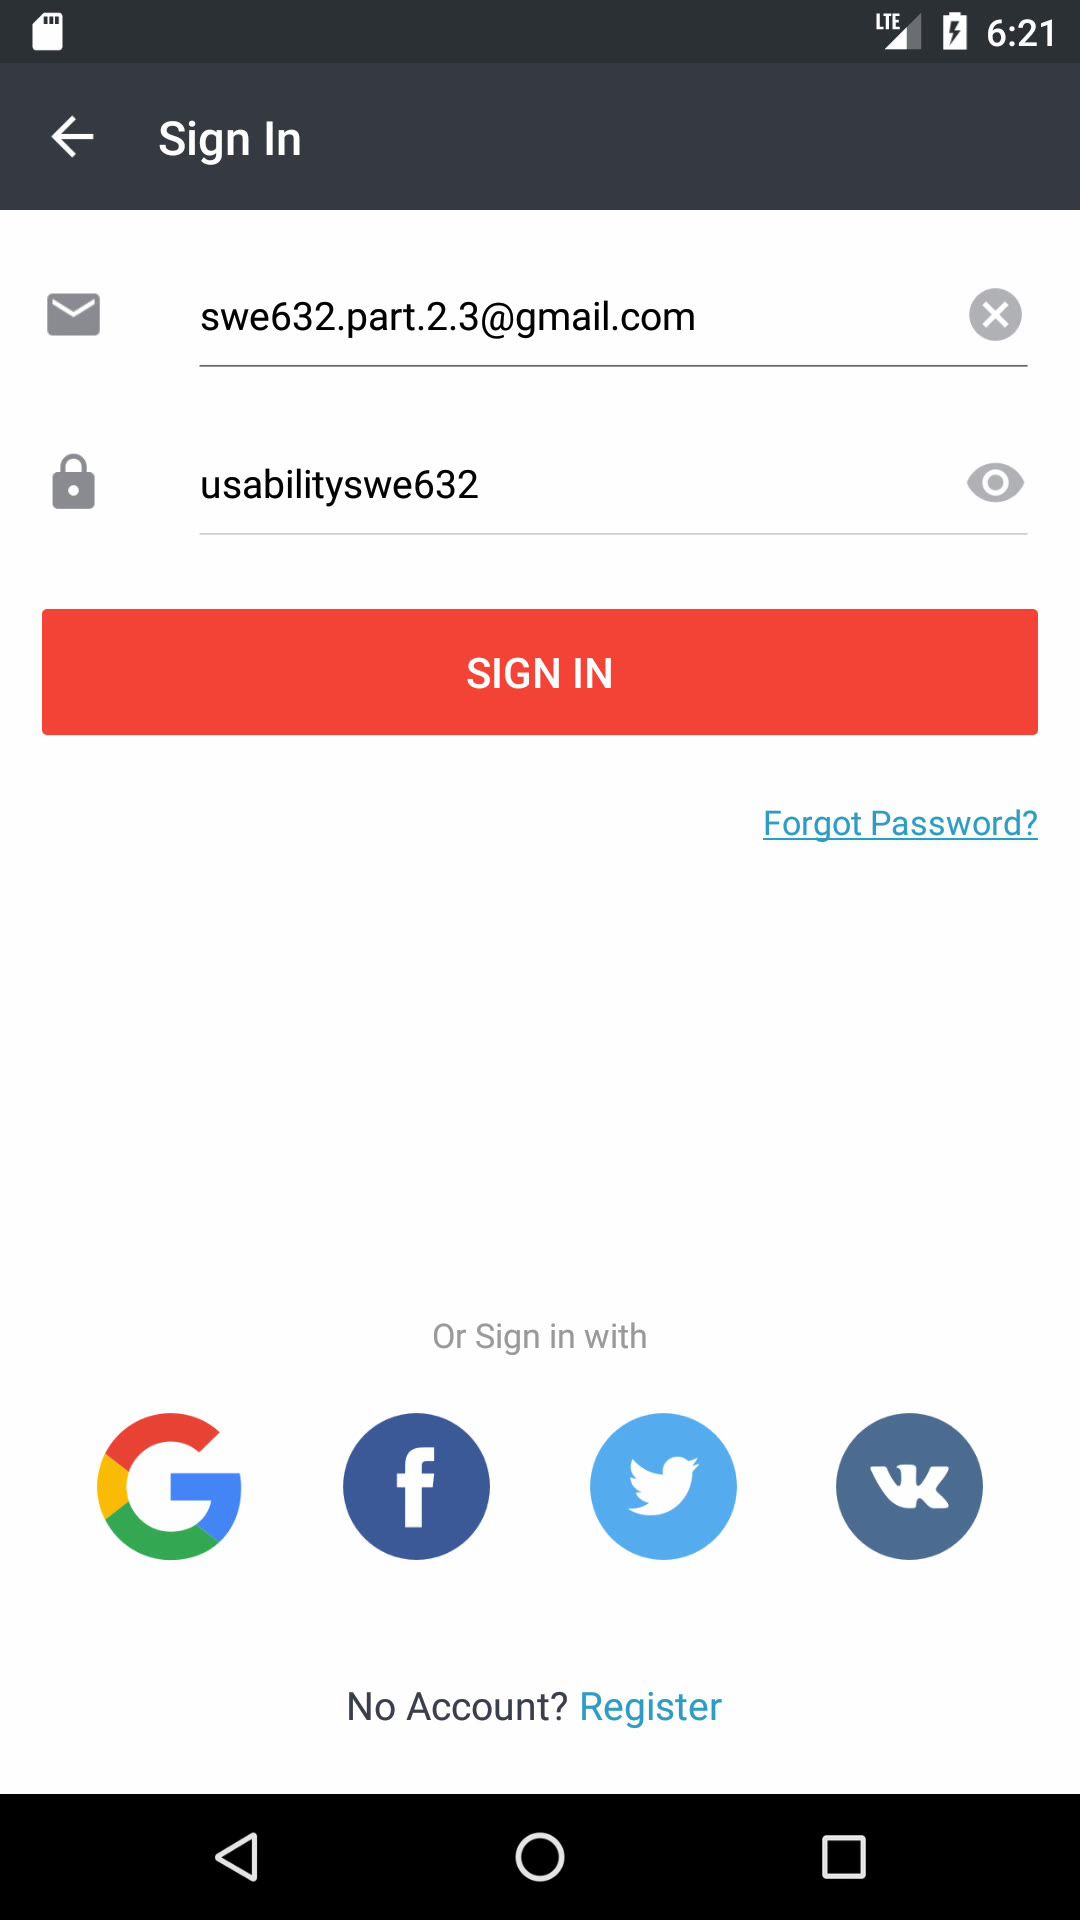 LTE 6:21
Sign In
swe632.part.2.3@gmail.com
usabilityswe632
SIGN IN
Forgot Password?
Or Sign in with
No Account? Register